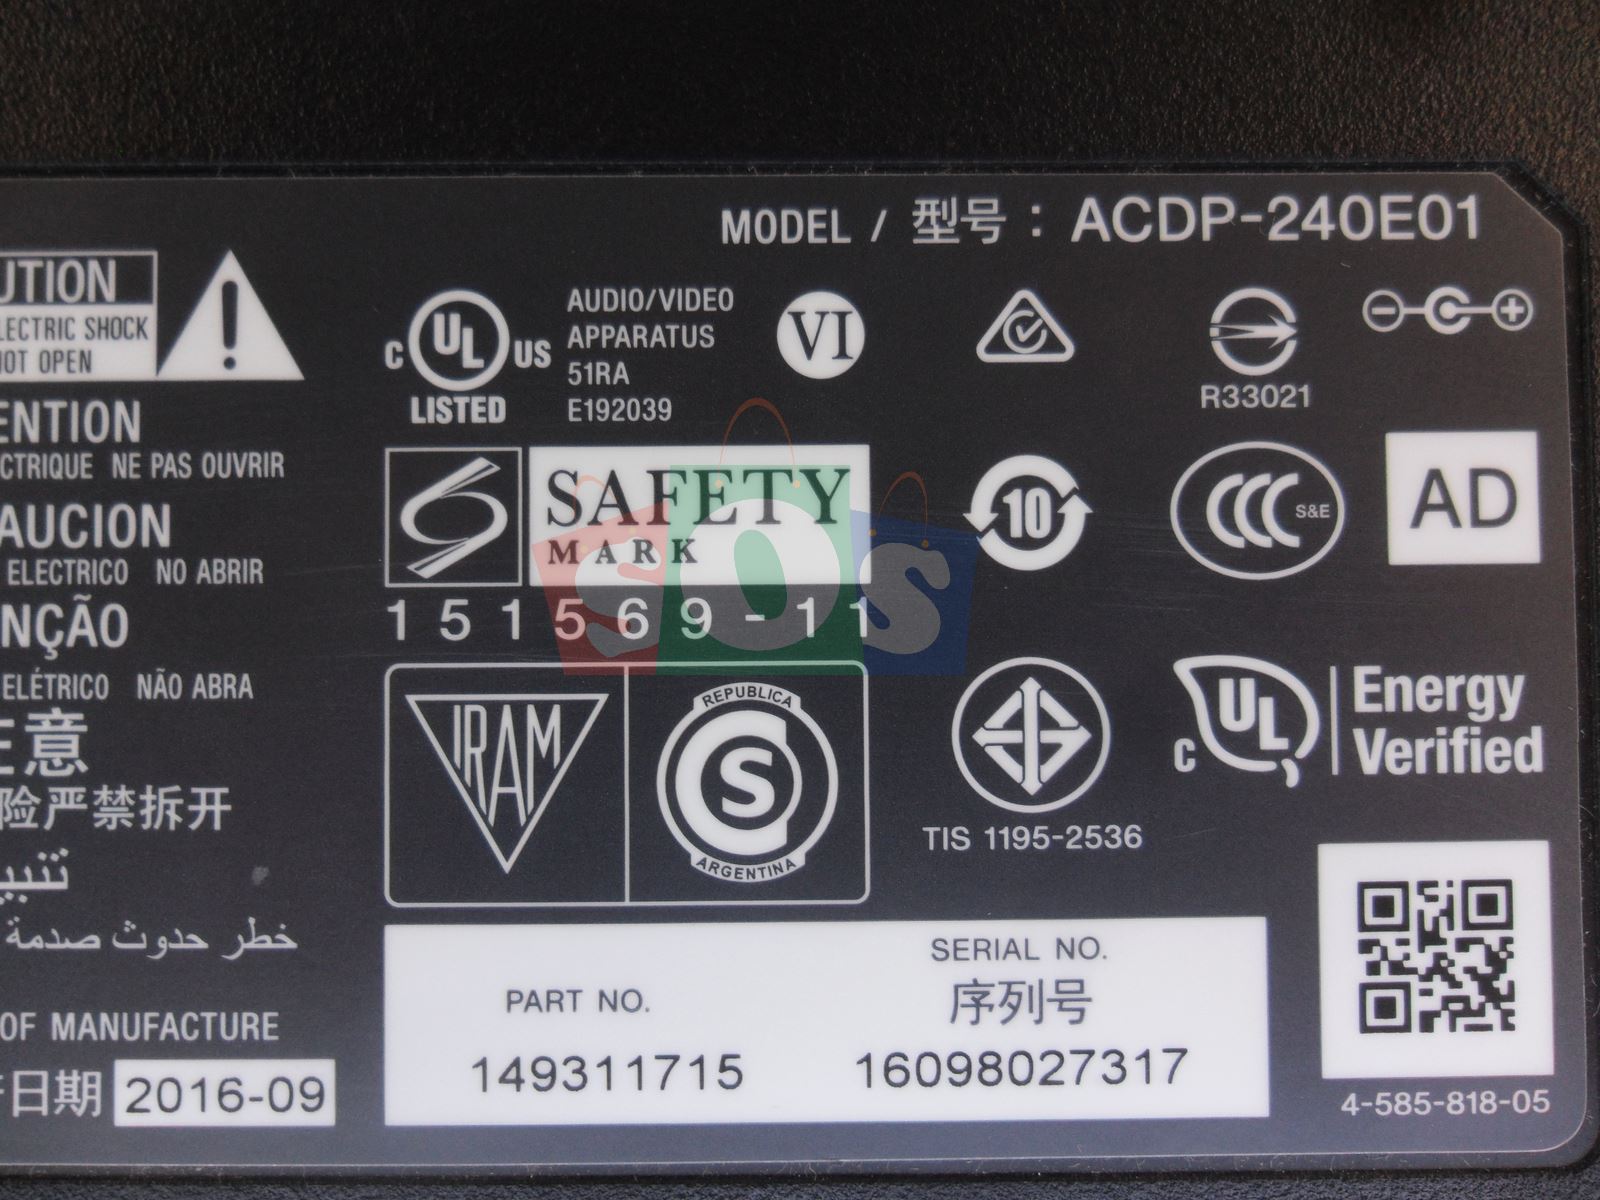 MODEL / 型号 : ACDP-240E01
UTION
LECTRIC SHOCK
NOT OPEN
ENTION
CTRIQUE NE PAS OUVRIR
AUCION
ELECTRICO NO ABRIR
NÇÃO
ELÉTRICO NÃO ABRA
注意
险严禁拆开
خطر حدوث صدمة
OF MANUFACTURE
日期 2016-09
C UL US
LISTED
AUDIO/VIDEO
APPARATUS
51RA
E192039
VI
R33021
SAFETY
MARK
151569-11
SOS
10
CCC S&E
AD
IRAM
REPUBLICA
S
ARGENTINA
TIS 1195-2536
C UL Energy
Verified
PART NO.
149311715
SERIAL NO.
序列号
16098027317
4-585-818-05